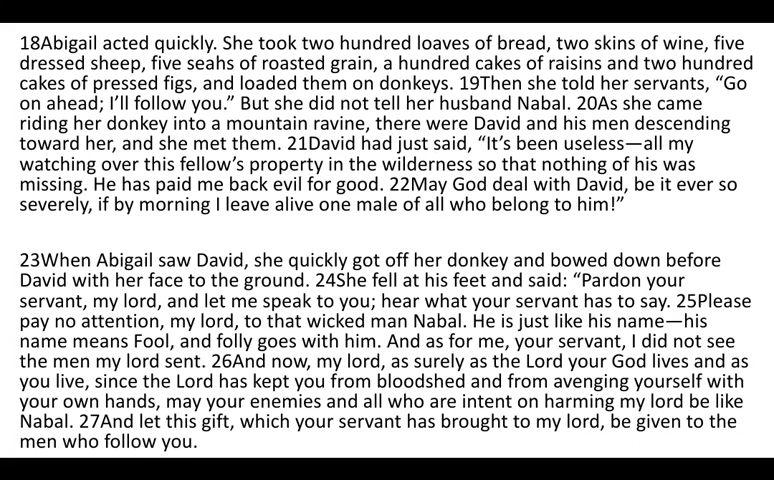 18Abigail acted quickly. She took two hundred loaves of bread, two skins of wine, five
dressed sheep, five seahs of roasted grain, a hundred cakes of raisins and two hundred
cakes of pressed figs, and loaded them on donkeys. 19Then she told her servants, “Go
on ahead; I’ll follow you.” But she did not tell her husband Nabal. 20As she came
riding her donkey into a mountain ravine, there were David and his men descending
toward her, and she met them. 21David had just said, “It’s been useless—all my
watching over this fellow’s property in the wilderness so that nothing of his was
missing. He has paid me back evil for good. 22May God deal with David, be it ever so
severely, if by morning I leave alive one male of all who belong to him!”
23When Abigail saw David, she quickly got off her donkey and bowed down before
David with her face to the ground. 24She fell at his feet and said: “Pardon your
servant, my lord, and let me speak to you; hear what your servant has to say. 25Please
pay no attention, my lord, to that wicked man Nabal. He is just like his name—his
name means Fool, and folly goes with him. And as for me, your servant, I did not see
the men my lord sent. 26And now, my lord, as surely as the Lord your God lives and as
you live, since the Lord has kept you from bloodshed and from avenging yourself with
your own hands, may your enemies and all who are intent on harming my lord be like
Nabal. 27And let this gift, which your servant has brought to my lord, be given to the
men who follow you.